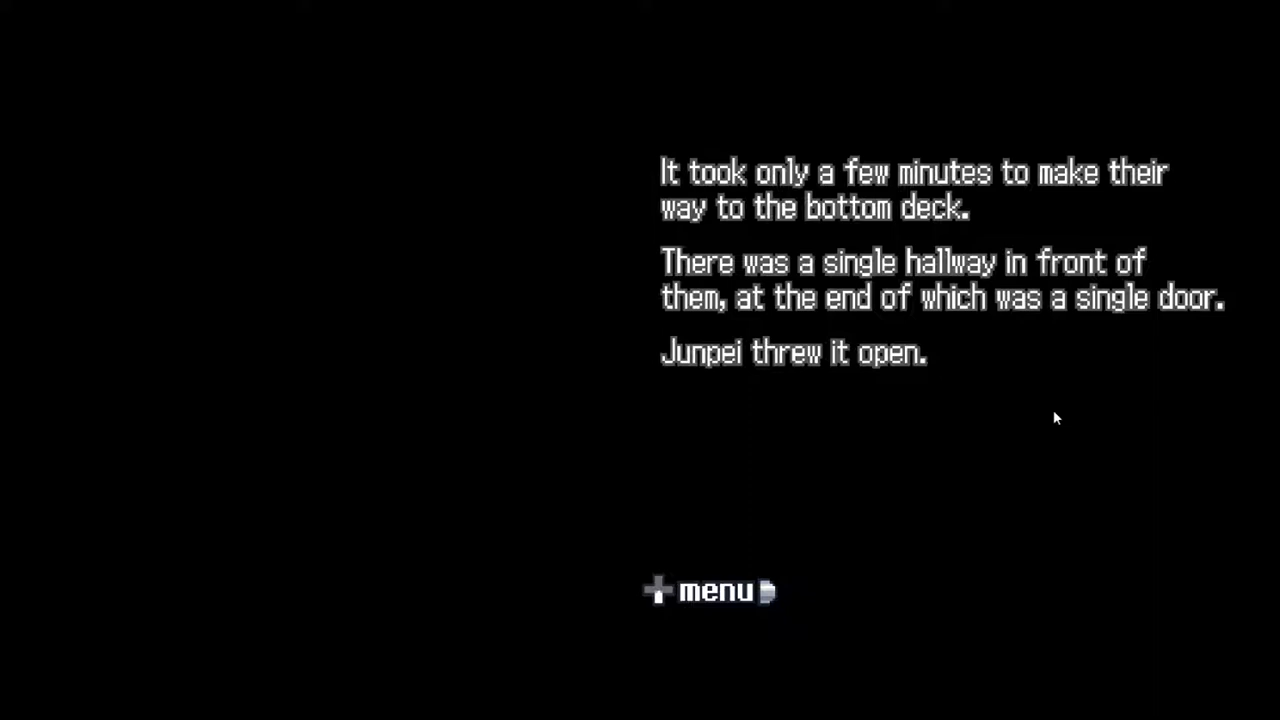 It took only a few minutes to make their
way to the bottom deck.
There was a single hallway in front of
them, at the end of which was a single door.
Junpei threw it open.
menu